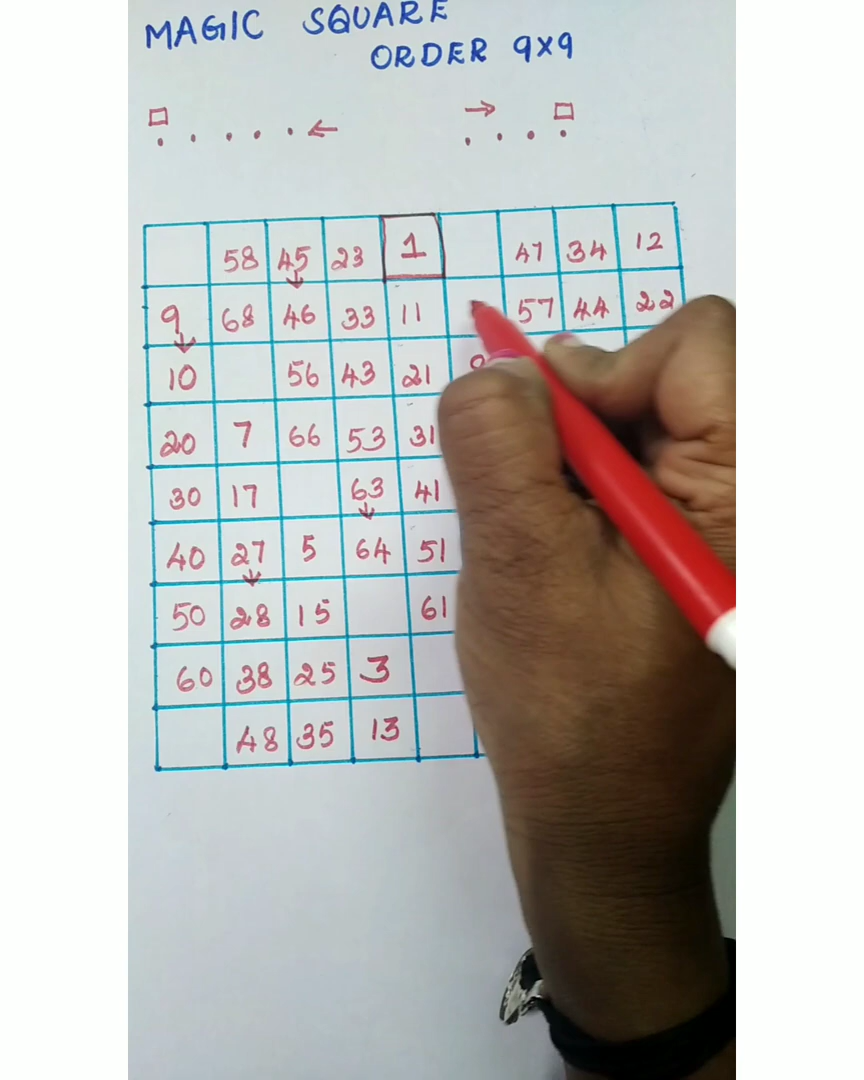 MAGIC SQUARE
ORDER 9×9
58 45 23 1 47 34 12
9 68 46 33 11 57 44 22
10 56 43 21
20 7 66 53 31
30 17 63 41
40 27 5 64 51
50 28 15 61
60 38 25 3
48 35 13